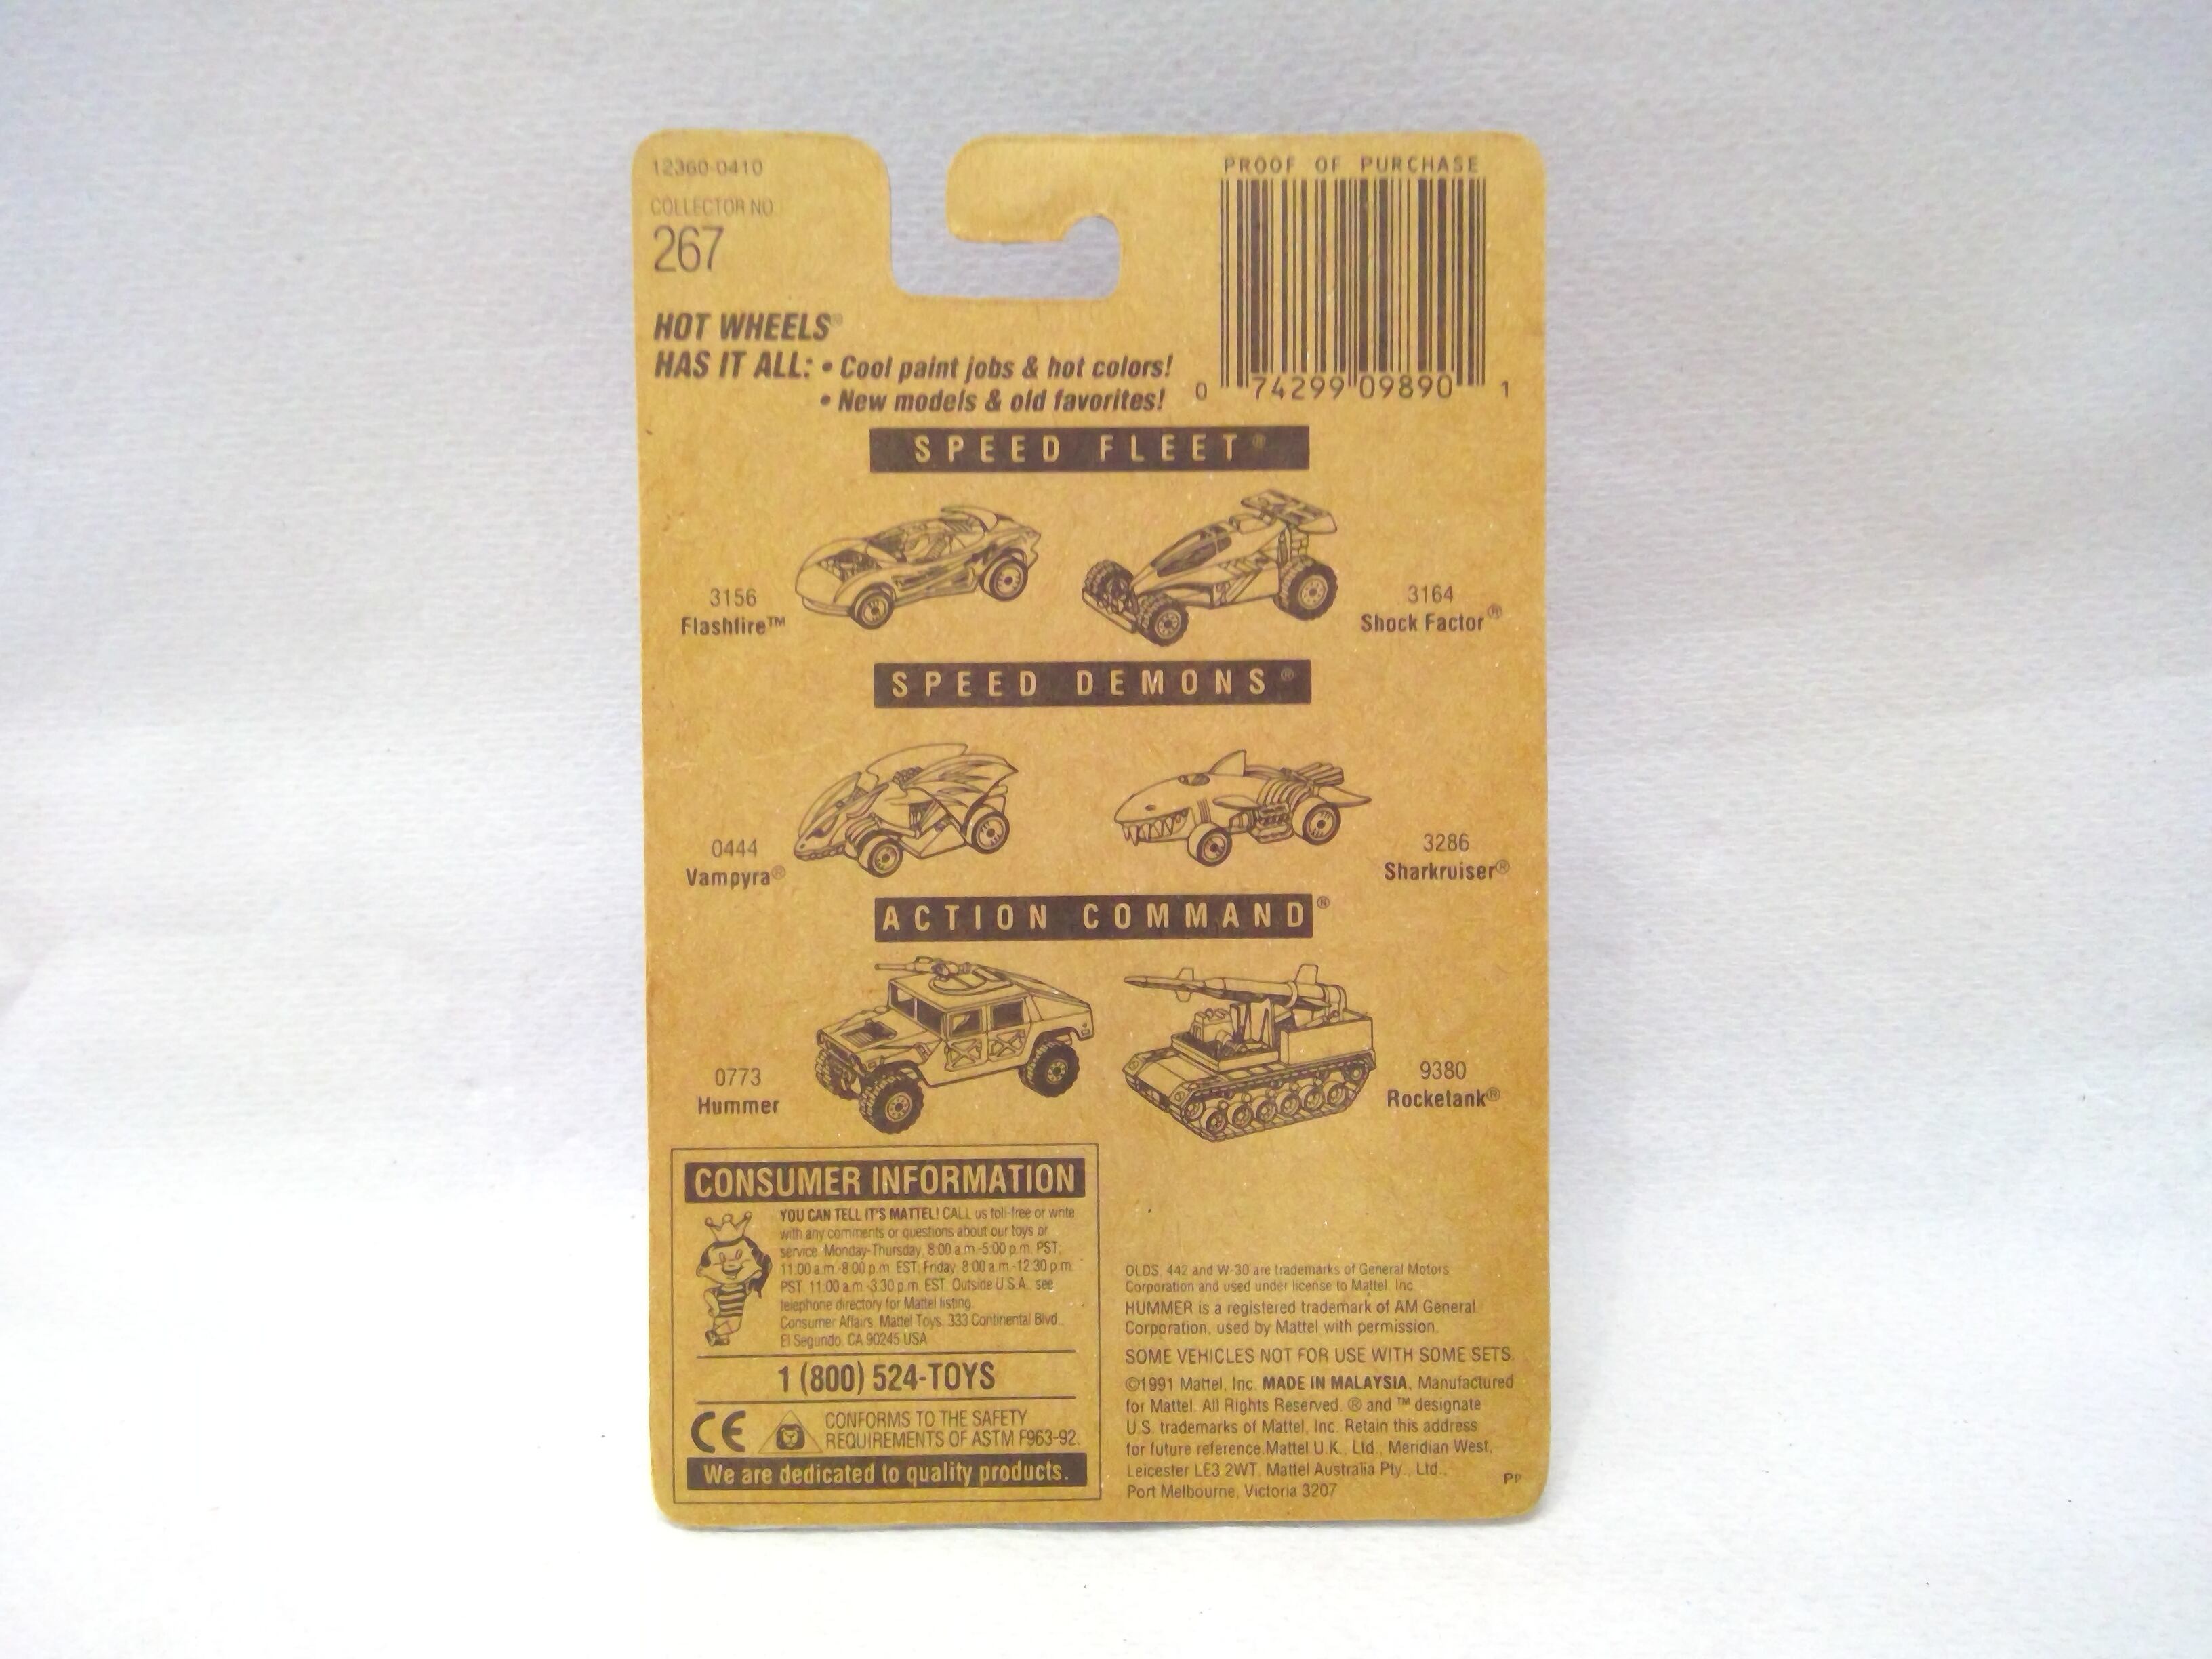 12360-0410
COLLECTOR NO
267
PROOF OF PURCHASE
0 74299 09890 1
HOT WHEELS®
HAS IT ALL: • Cool paint jobs & hot colors!
• New models & old favorites!
SPEED FLEET®
3156
Flashfire™
3164
Shock Factor®
SPEED DEMONS®
0444
Vampyra®
3286
Sharkruiser®
ACTION COMMAND®
0773
Hummer
9380
Rocketank®
CONSUMER INFORMATION
YOU CAN TELL IT'S MATTEL! CALL us toll-free or write
with any comments or questions about our toys or
service. Monday-Thursday, 8:00 a.m.-5:00 p.m. PST;
11:00 a.m.-8:00 p.m. EST; Friday, 8:00 a.m.-12:30 p.m.
PST, 11:00 a.m.-3:30 p.m. EST. Outside U.S.A., see
telephone directory for Mattel listing.
Consumer Affairs, Mattel Toys, 333 Continental Blvd.,
El Segundo, CA 90245 USA
1 (800) 524-TOYS
CE
CONFORMS TO THE SAFETY
REQUIREMENTS OF ASTM F963-92.
We are dedicated to quality products.
OLDS, 442 and W-30 are trademarks of General Motors
Corporation and used under license to Mattel, Inc.
HUMMER is a registered trademark of AM General
Corporation, used by Mattel with permission.
SOME VEHICLES NOT FOR USE WITH SOME SETS.
©1991 Mattel, Inc. MADE IN MALAYSIA. Manufactured
for Mattel. All Rights Reserved. ® and ™ designate
U.S. trademarks of Mattel, Inc. Retain this address
for future reference.Mattel U.K., Ltd., Meridian West,
Leicester LE3 2WT. Mattel Australia Pty., Ltd.,
Port Melbourne, Victoria 3207
PP